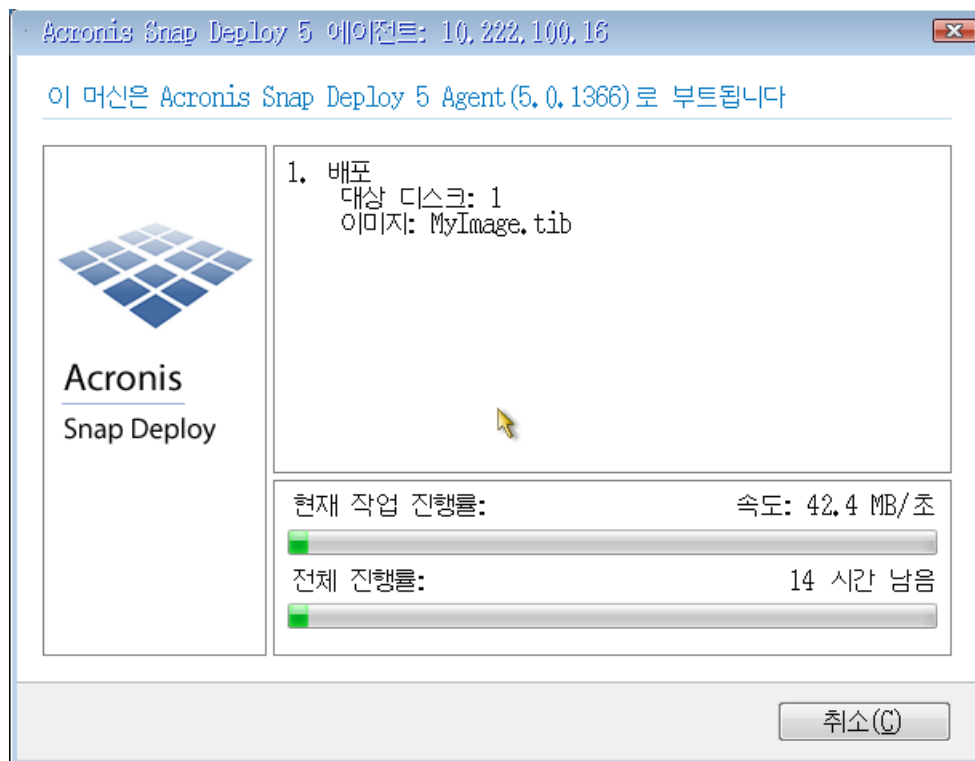 Acronis Snap Deploy 5 에이전트: 10.222.100.16
이 머신은 Acronis Snap Deploy 5 Agent(5.0.1366)로 부트됩니다
1. 배포
대상 디스크: 1
이미지: MyImage.tib
Acronis
Snap Deploy
현재 작업 진행률: 속도: 42.4 MB/초
전체 진행률: 14 시간 남음
취소(C)